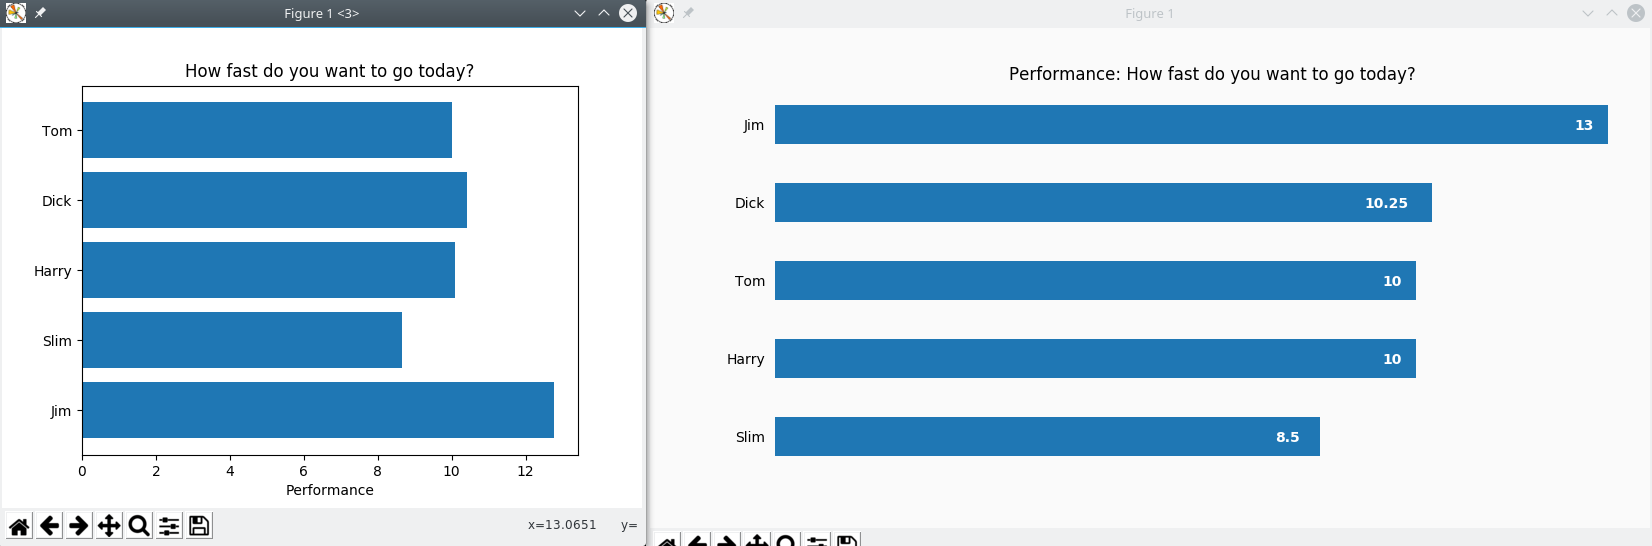 Figure 1 <3>
How fast do you want to go today?
Tom
Dick
Harry
Slim
Jim
0 2 4 6 8 10 12
Performance
x=13.0651 y=
Figure 1
Performance: How fast do you want to go today?
Jim 13
Dick 10.25
Tom 10
Harry 10
Slim 8.5